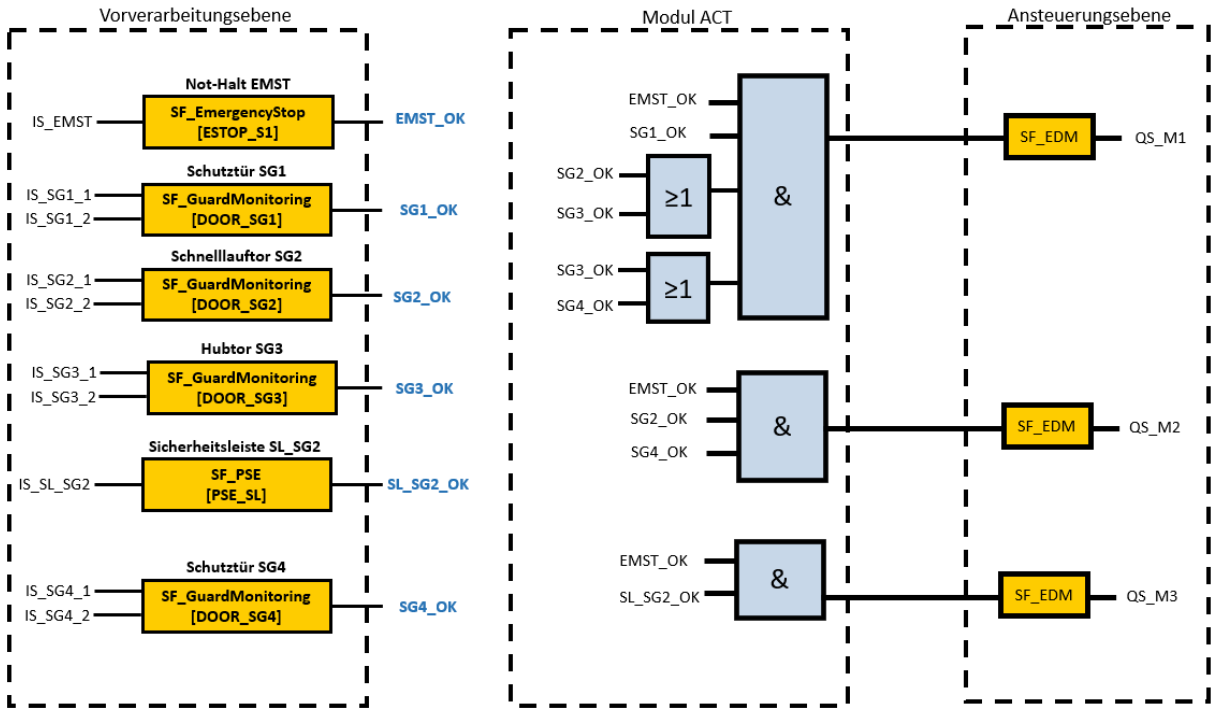 Vorverarbeitungsebene
Not-Halt EMST
IS_EMST
SF_EmergencyStop
[ESTOP_S1]
EMST_OK
Schutztür SG1
IS_SG1_1
IS_SG1_2
SF_GuardMonitoring
[DOOR_SG1]
SG1_OK
Schnelllauftor SG2
IS_SG2_1
IS_SG2_2
SF_GuardMonitoring
[DOOR_SG2]
SG2_OK
Hubtor SG3
IS_SG3_1
IS_SG3_2
SF_GuardMonitoring
[DOOR_SG3]
SG3_OK
Sicherheitsleiste SL_SG2
IS_SL_SG2
SF_PSE
[PSE_SL]
SL_SG2_OK
Schutztür SG4
IS_SG4_1
IS_SG4_2
SF_GuardMonitoring
[DOOR_SG4]
SG4_OK
Modul ACT
EMST_OK
SG1_OK
SG2_OK
SG3_OK
≥1
SG3_OK
SG4_OK
≥1
&
EMST_OK
SG2_OK
SG4_OK
&
EMST_OK
SL_SG2_OK
&
Ansteuerungsebene
SF_EDM
QS_M1
SF_EDM
QS_M2
SF_EDM
QS_M3